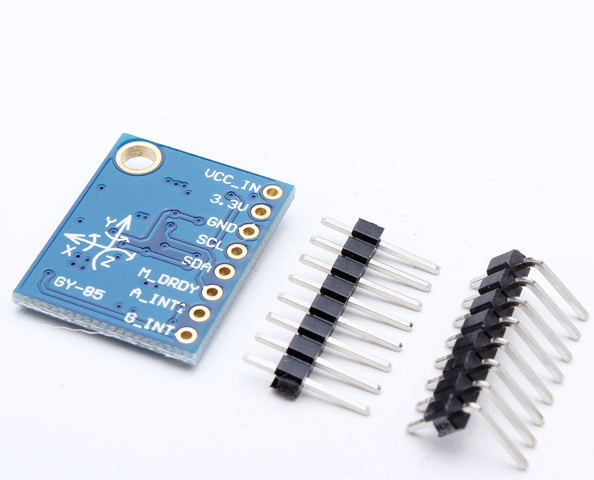 VCC_IN
3.3V
GND
SCL
SDA
M_DRDY
A_INT1
G_INT
Y
X
Z
GY-85